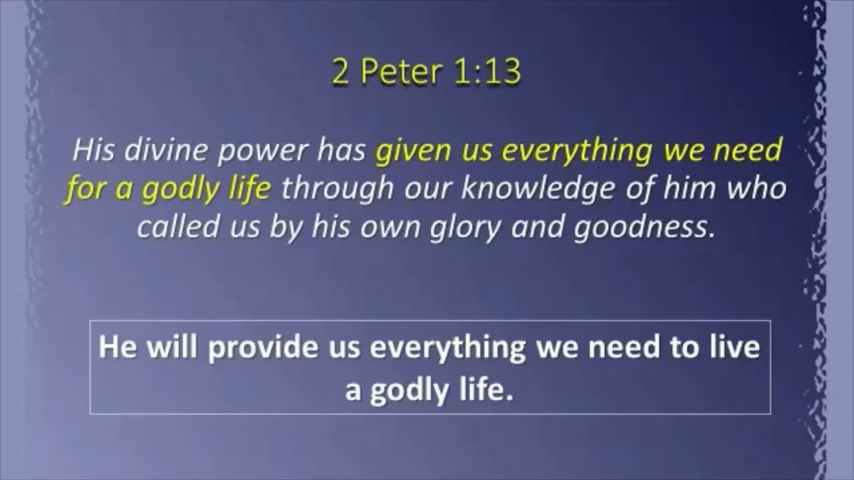 2 Peter 1:13
His divine power has given us everything we need
for a godly life through our knowledge of him who
called us by his own glory and goodness.
He will provide us everything we need to live
a godly life.